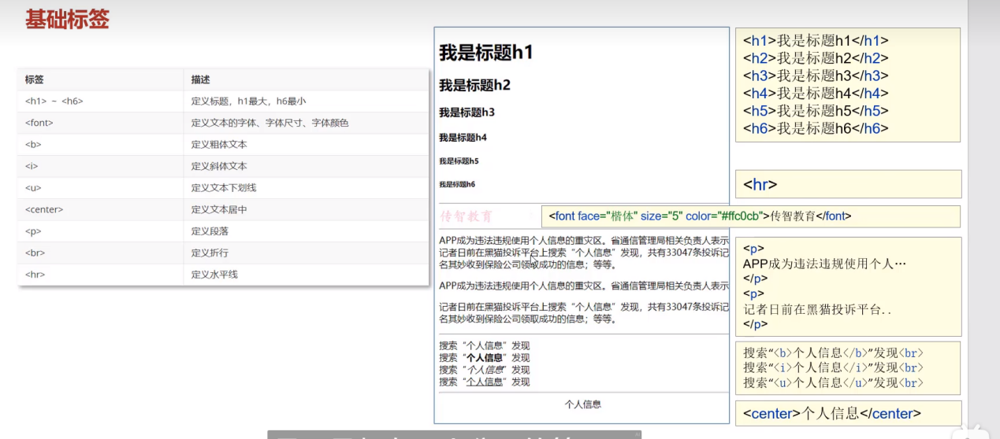 基础标签
标签 描述
<h1> ~ <h6> 定义标题，h1最大，h6最小
<font> 定义文本的字体、字体尺寸、字体颜色
<b> 定义粗体文本
<i> 定义斜体文本
<u> 定义文本下划线
<center> 定义文本居中
<p> 定义段落
<br> 定义折行
<hr> 定义水平线
我是标题h1
我是标题h2
我是标题h3
我是标题h4
我是标题h5
我是标题h6
传智教育
APP成为违法违规使用个人信息的重灾区。省通信管理局相关负责人表示
记者日前在黑猫投诉平台上搜索“个人信息”发现，共有33047条投诉记
名其妙收到保险公司领取成功的信息；等等。
APP成为违法违规使用个人信息的重灾区。省通信管理局相关负责人表示
记者日前在黑猫投诉平台上搜索“个人信息”发现，共有33047条投诉记
名其妙收到保险公司领取成功的信息；等等。
搜索“个人信息”发现
搜索“个人信息”发现
搜索“个人信息”发现
搜索“个人信息”发现
个人信息
<h1>我是标题h1</h1>
<h2>我是标题h2</h2>
<h3>我是标题h3</h3>
<h4>我是标题h4</h4>
<h5>我是标题h5</h5>
<h6>我是标题h6</h6>
<hr>
<font face="楷体" size="5" color="#ffc0cb">传智教育</font>
<p>
APP成为违法违规使用个人…
</p>
<p>
记者日前在黑猫投诉平台..
</p>
搜索“<b>个人信息</b>”发现<br>
搜索“<i>个人信息</i>”发现<br>
搜索“<u>个人信息</u>”发现<br>
<center>个人信息</center>